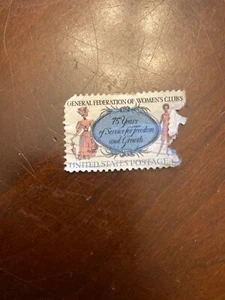 GENERAL FEDERATION OF WOMEN'S CLUBS
75 Years
of Service for Freedom
and Growth
UNITED STATES POSTAGE